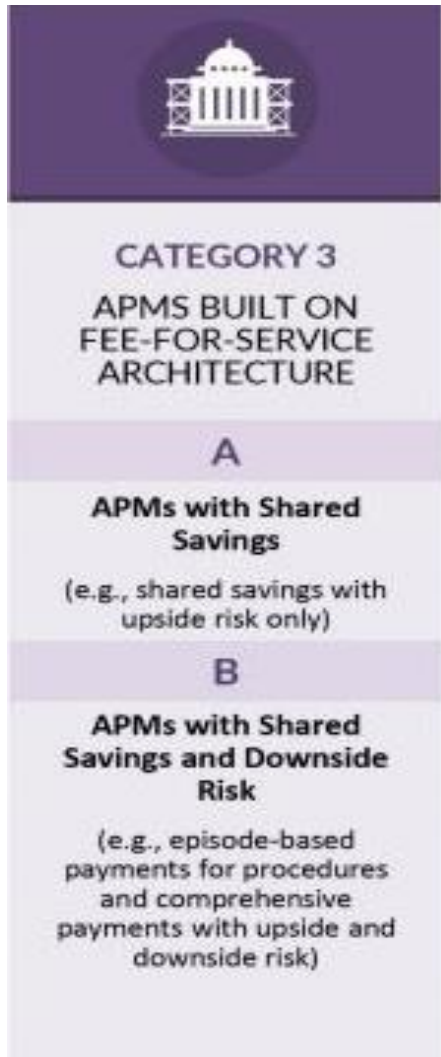 CATEGORY 3
APMS BUILT ON
FEE-FOR-SERVICE
ARCHITECTURE
A
APMs with Shared
Savings
(e.g., shared savings with
upside risk only)
B
APMs with Shared
Savings and Downside
Risk
(e.g., episode-based
payments for procedures
and comprehensive
payments with upside and
downside risk)